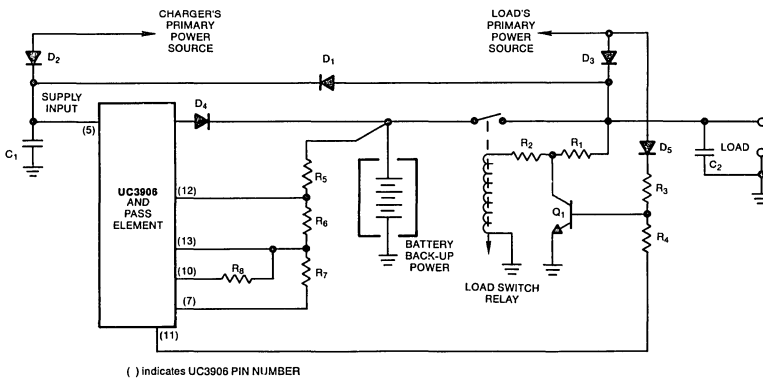 CHARGER'S
PRIMARY
POWER
SOURCE
LOAD'S
PRIMARY
POWER
SOURCE
D2
D1
D3
SUPPLY
INPUT
D4
(5)
C1
R2
R1
D5
LOAD
C2
R5
UC3906
AND
PASS
ELEMENT
(12)
R3
R6
Q1
(13)
R4
BATTERY
BACK-UP
POWER
(10)
R8
R7
LOAD SWITCH
RELAY
(7)
(11)
( ) indicates UC3906 PIN NUMBER